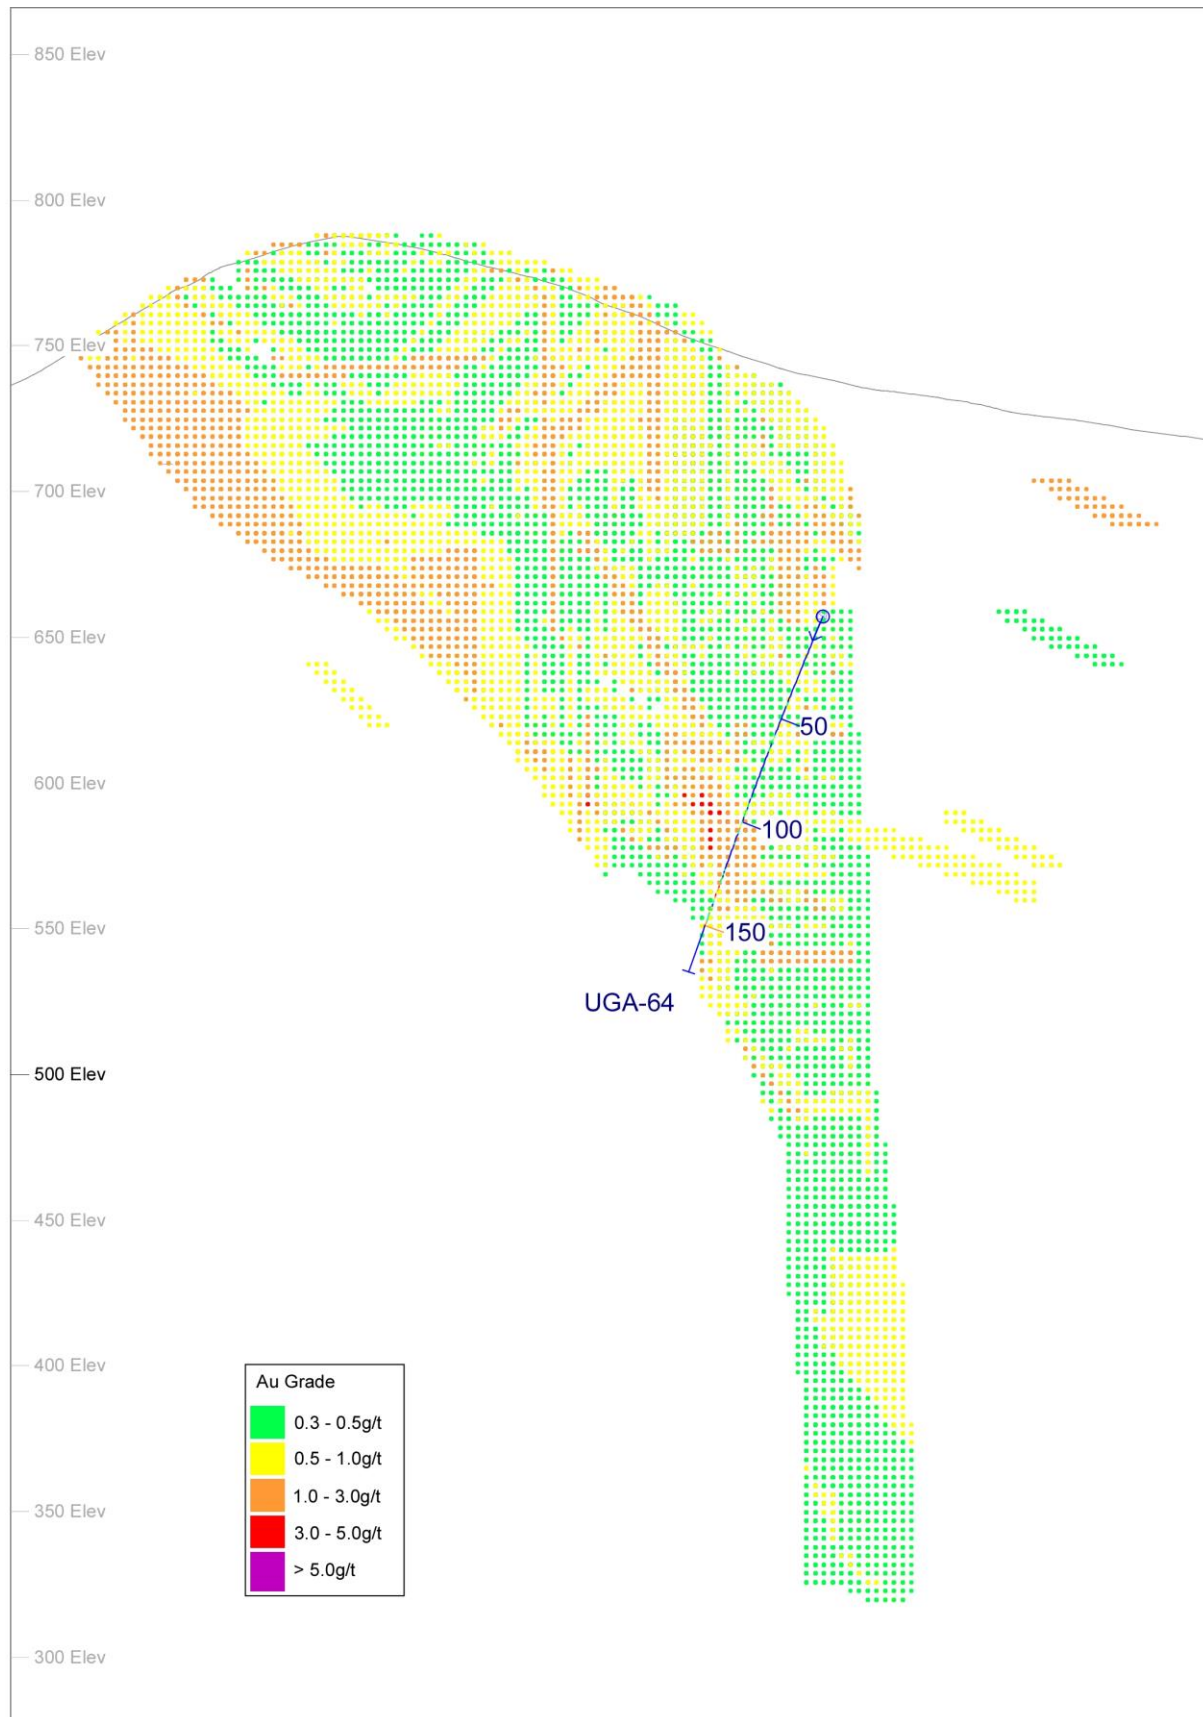 850 Elev
800 Elev
750 Elev
700 Elev
650 Elev
50
600 Elev
100
550 Elev
150
UGA-64
500 Elev
450 Elev
400 Elev
Au Grade
0.3 - 0.5g/t
0.5 - 1.0g/t
350 Elev
1.0 - 3.0g/t
3.0 - 5.0g/t
> 5.0g/t
300 Elev